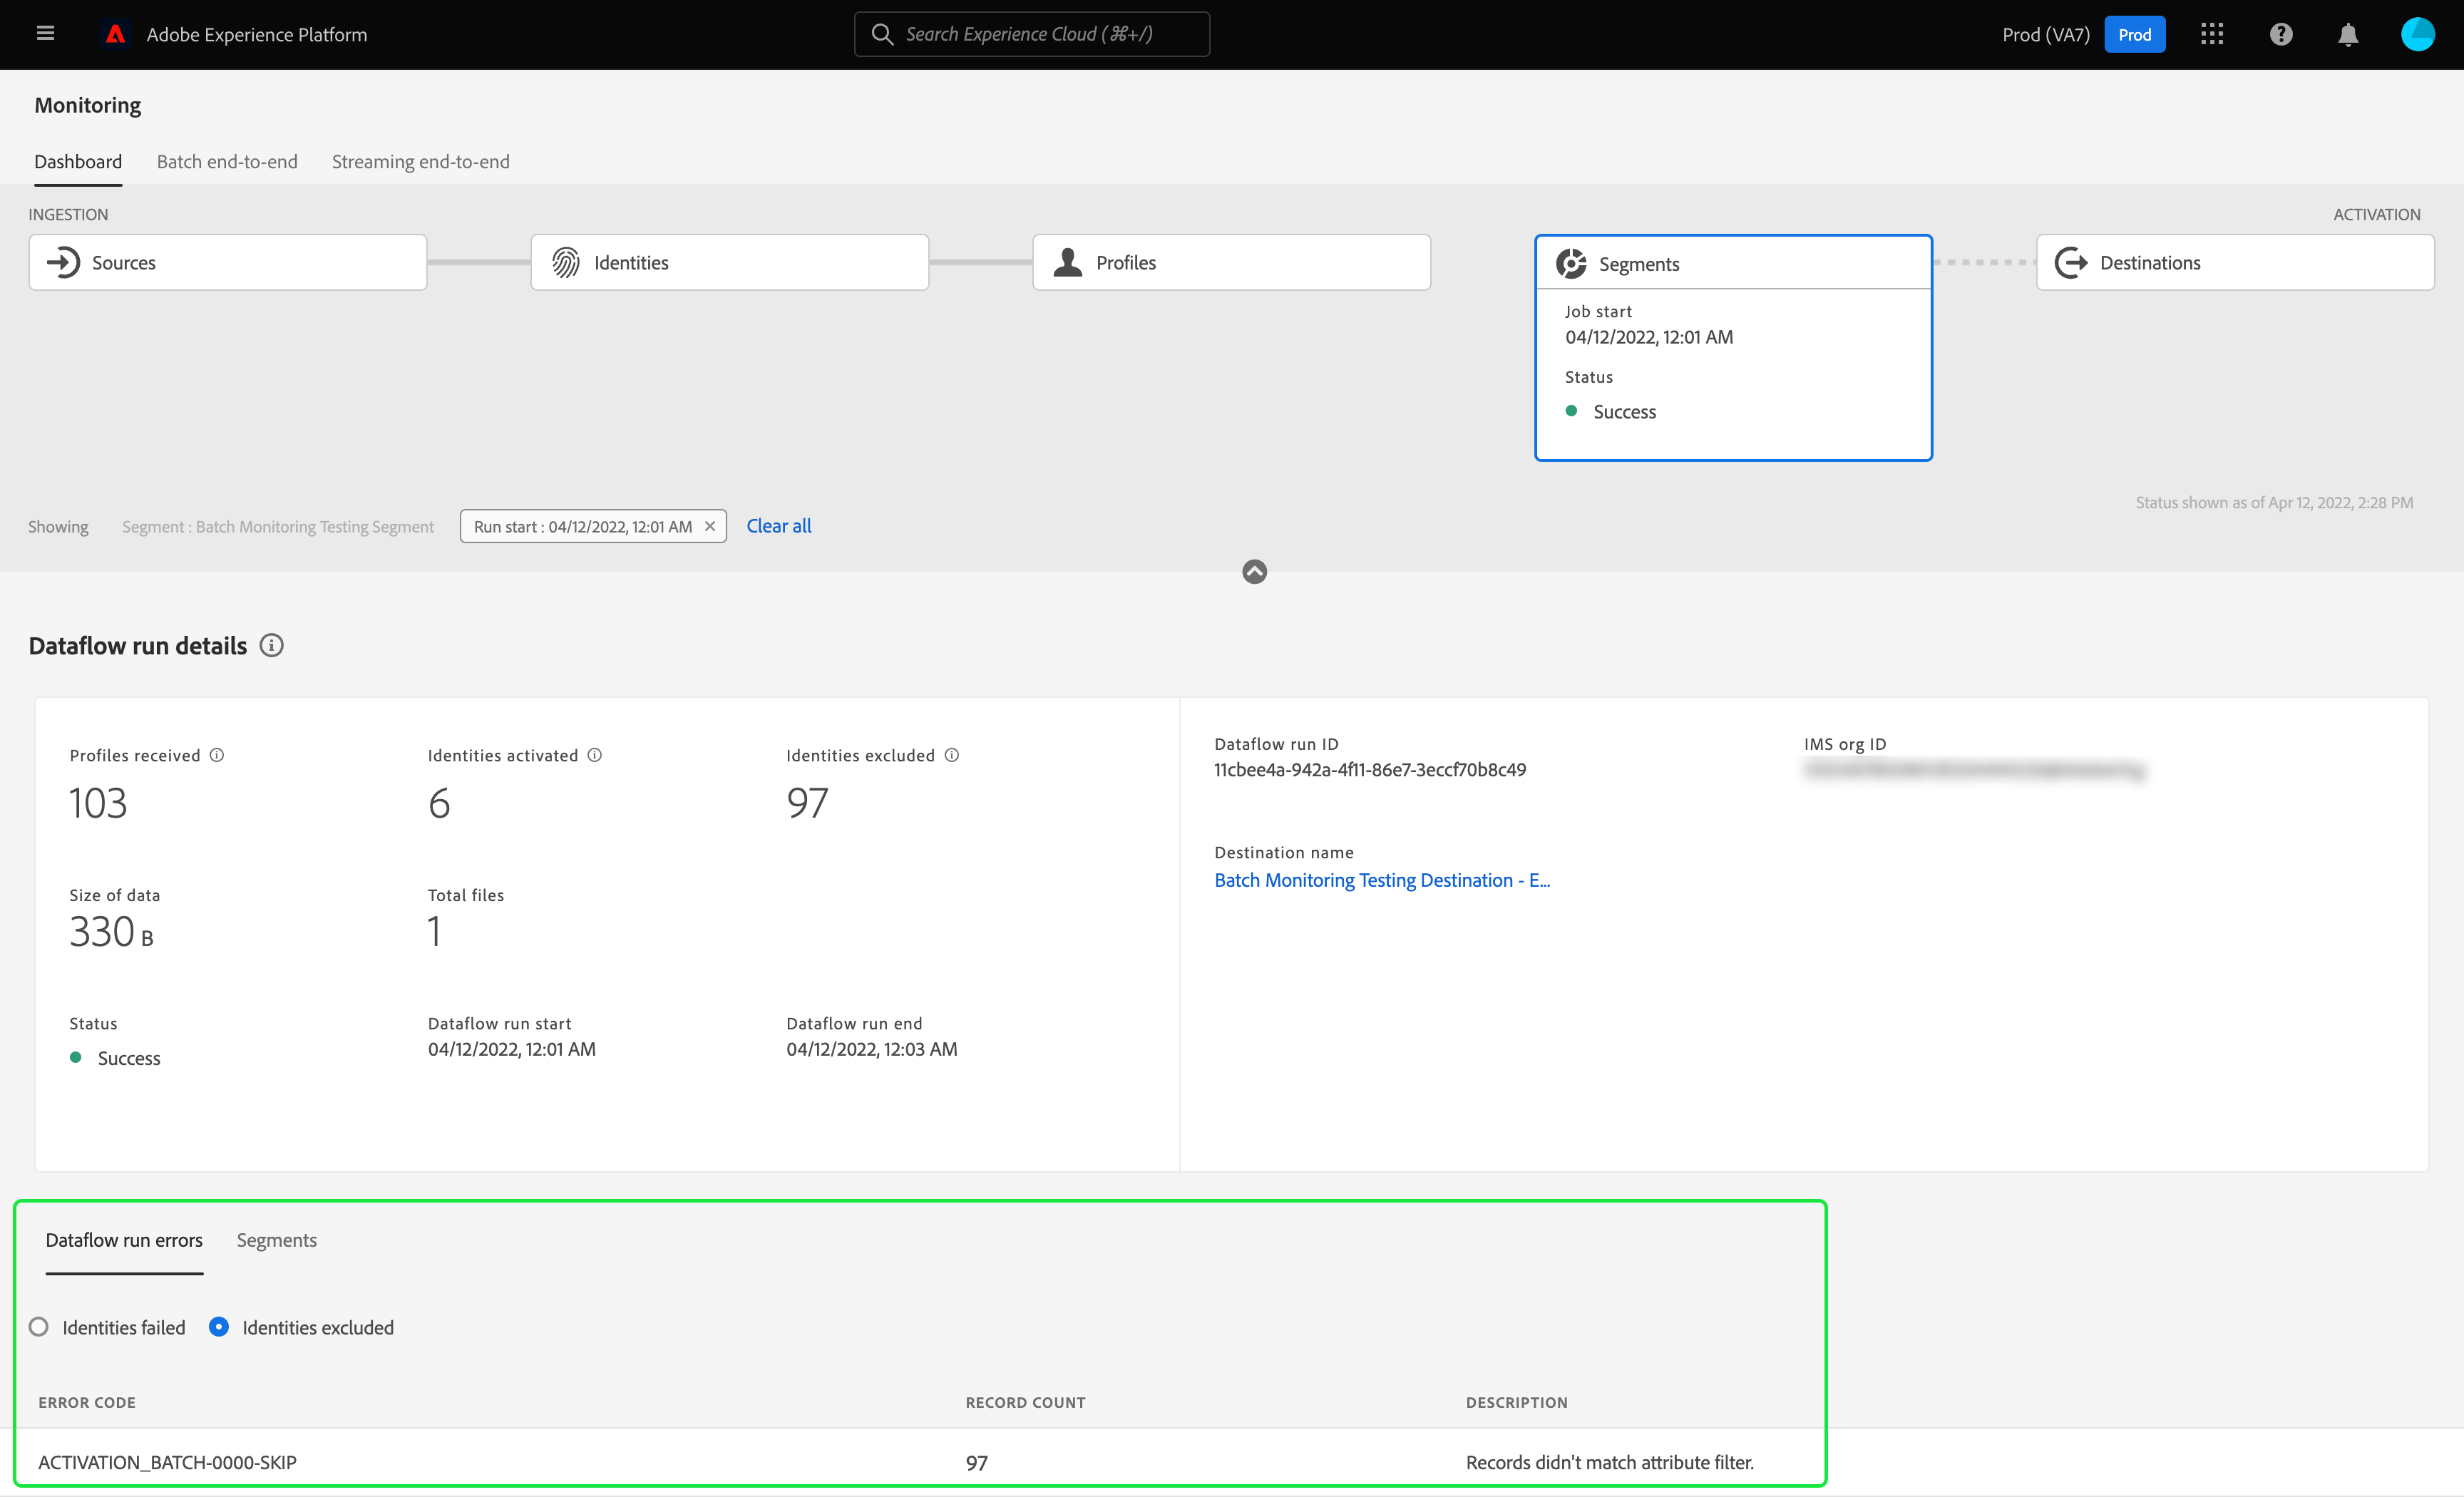 Adobe Experience Platform
Search Experience Cloud (⌘+/)
Prod (VA7)
Prod
Monitoring
Dashboard
Batch end-to-end
Streaming end-to-end
INGESTION
ACTIVATION
Sources
Identities
Profiles
Segments
Destinations
Job start
04/12/2022, 12:01 AM
Status
Success
Status shown as of Apr 12, 2022, 2:28 PM
Showing
Segment : Batch Monitoring Testing Segment
Run start : 04/12/2022, 12:01 AM
Clear all
Dataflow run details
Profiles received
Identities activated
Identities excluded
103
6
97
Size of data
Total files
330 B
1
Status
Dataflow run start
Dataflow run end
Success
04/12/2022, 12:01 AM
04/12/2022, 12:03 AM
Dataflow run ID
IMS org ID
11cbee4a-942a-4f11-86e7-3eccf70b8c49
Destination name
Batch Monitoring Testing Destination - E...
Dataflow run errors
Segments
Identities failed
Identities excluded
ERROR CODE
RECORD COUNT
DESCRIPTION
ACTIVATION_BATCH-0000-SKIP
97
Records didn't match attribute filter.